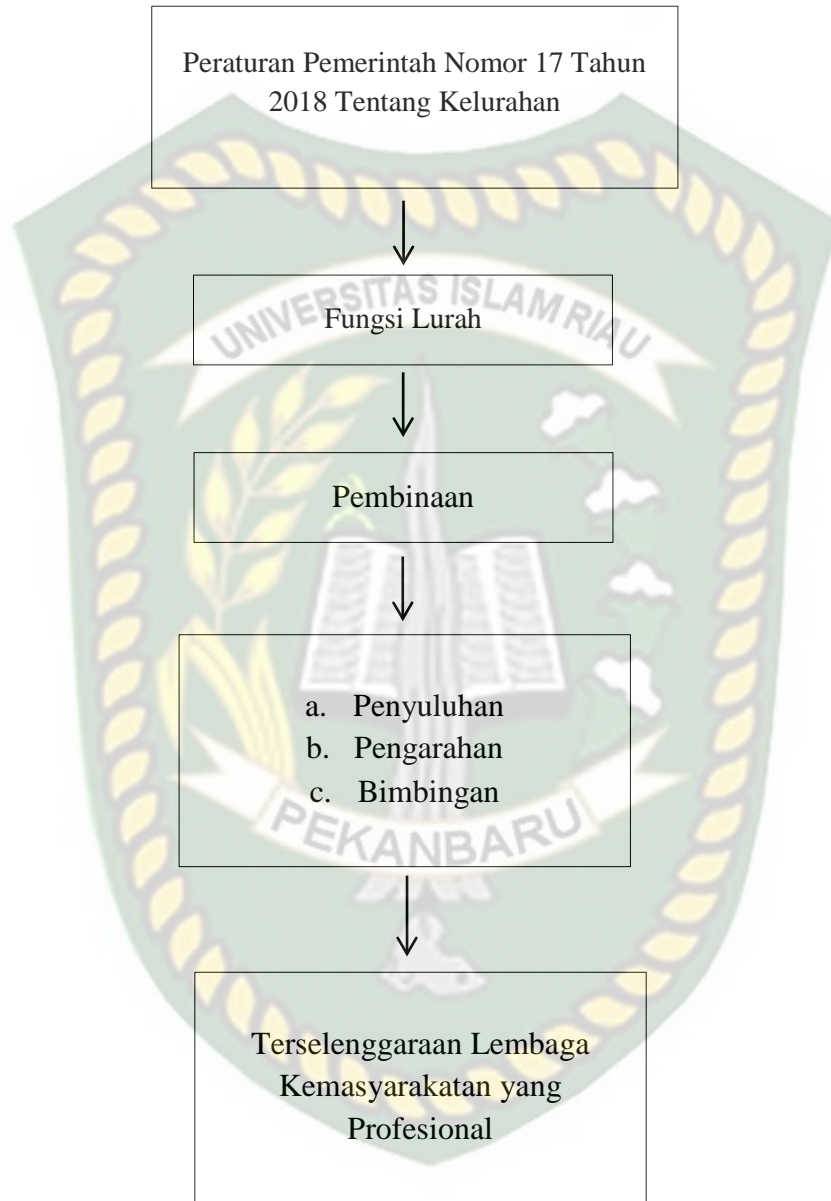 Peraturan Pemerintah Nomor 17 Tahun
2018 Tentang Kelurahan
UNIVERSITAS ISLAM RIAU
Fungsi Lurah
Pembinaan
a. Penyuluhan
b. Pengarahan
c. Bimbingan
PEKANBARU
Terselenggaraan Lembaga
Kemasyarakatan yang
Profesional